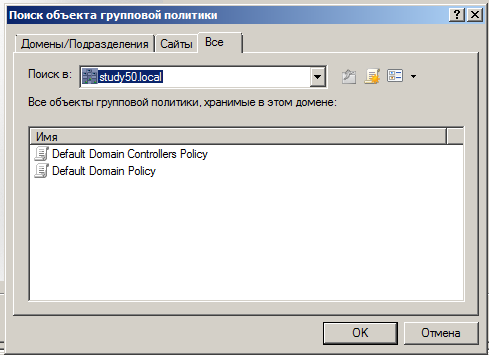 Поиск объекта групповой политики
Домены/Подразделения Сайты Все
Поиск в: study50.local
Все объекты групповой политики, хранимые в этом домене:
Имя
Default Domain Controllers Policy
Default Domain Policy
OK Отмена